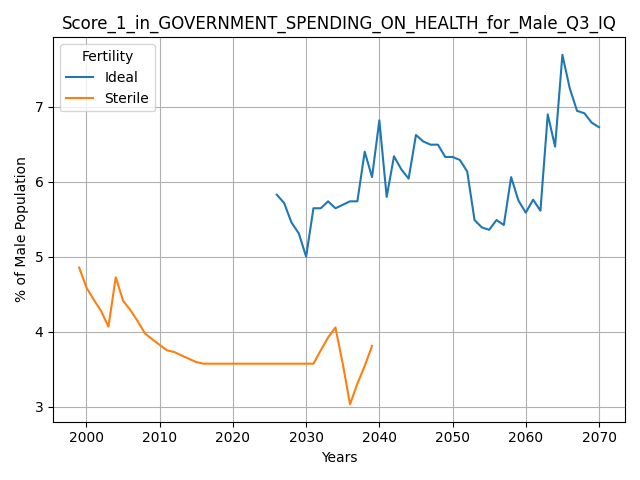 Score_1_in_GOVERNMENT_SPENDING_ON_HEALTH_for_Male_Q3_IQ
Fertility
Ideal
Sterile
% of Male Population
7
6
5
4
3
2000 2010 2020 2030 2040 2050 2060 2070
Years